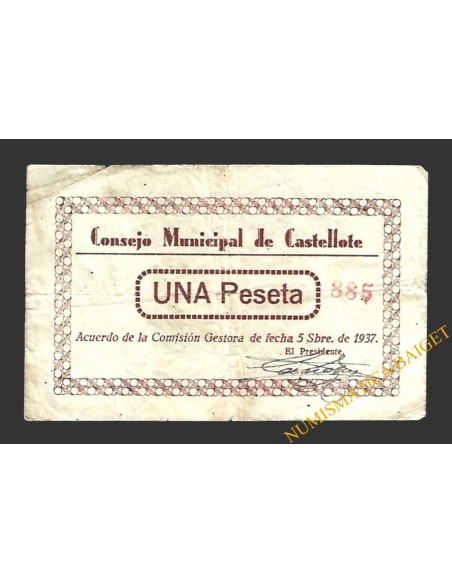 Consejo Municipal de Castellote
UNA Peseta
885
Acuerdo de la Comisión Gestora de fecha 5 Sbre. de 1937.
El Presidente,
NUMISMATICA BAIGET